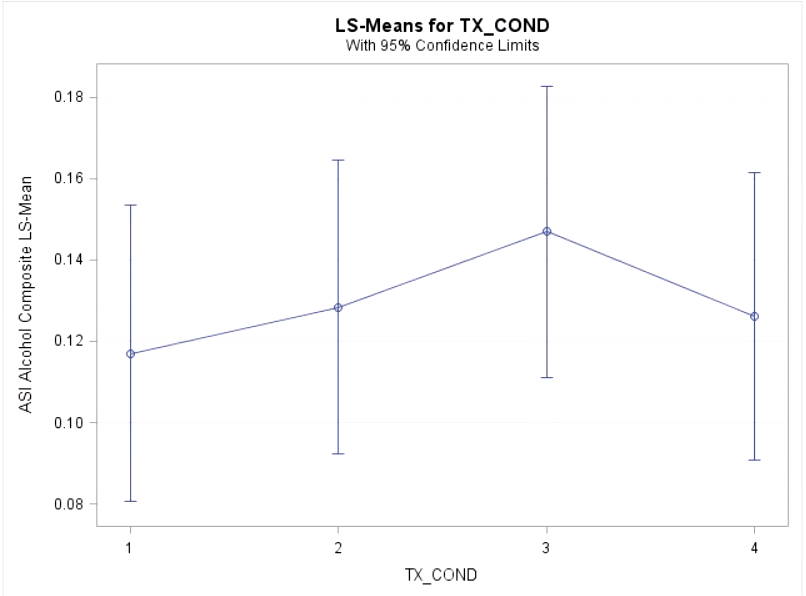 LS-Means for TX_COND
With 95% Confidence Limits
ASI Alcohol Composite LS-Mean
0.18
0.16
0.14
0.12
0.10
0.08
1
2
3
4
TX_COND